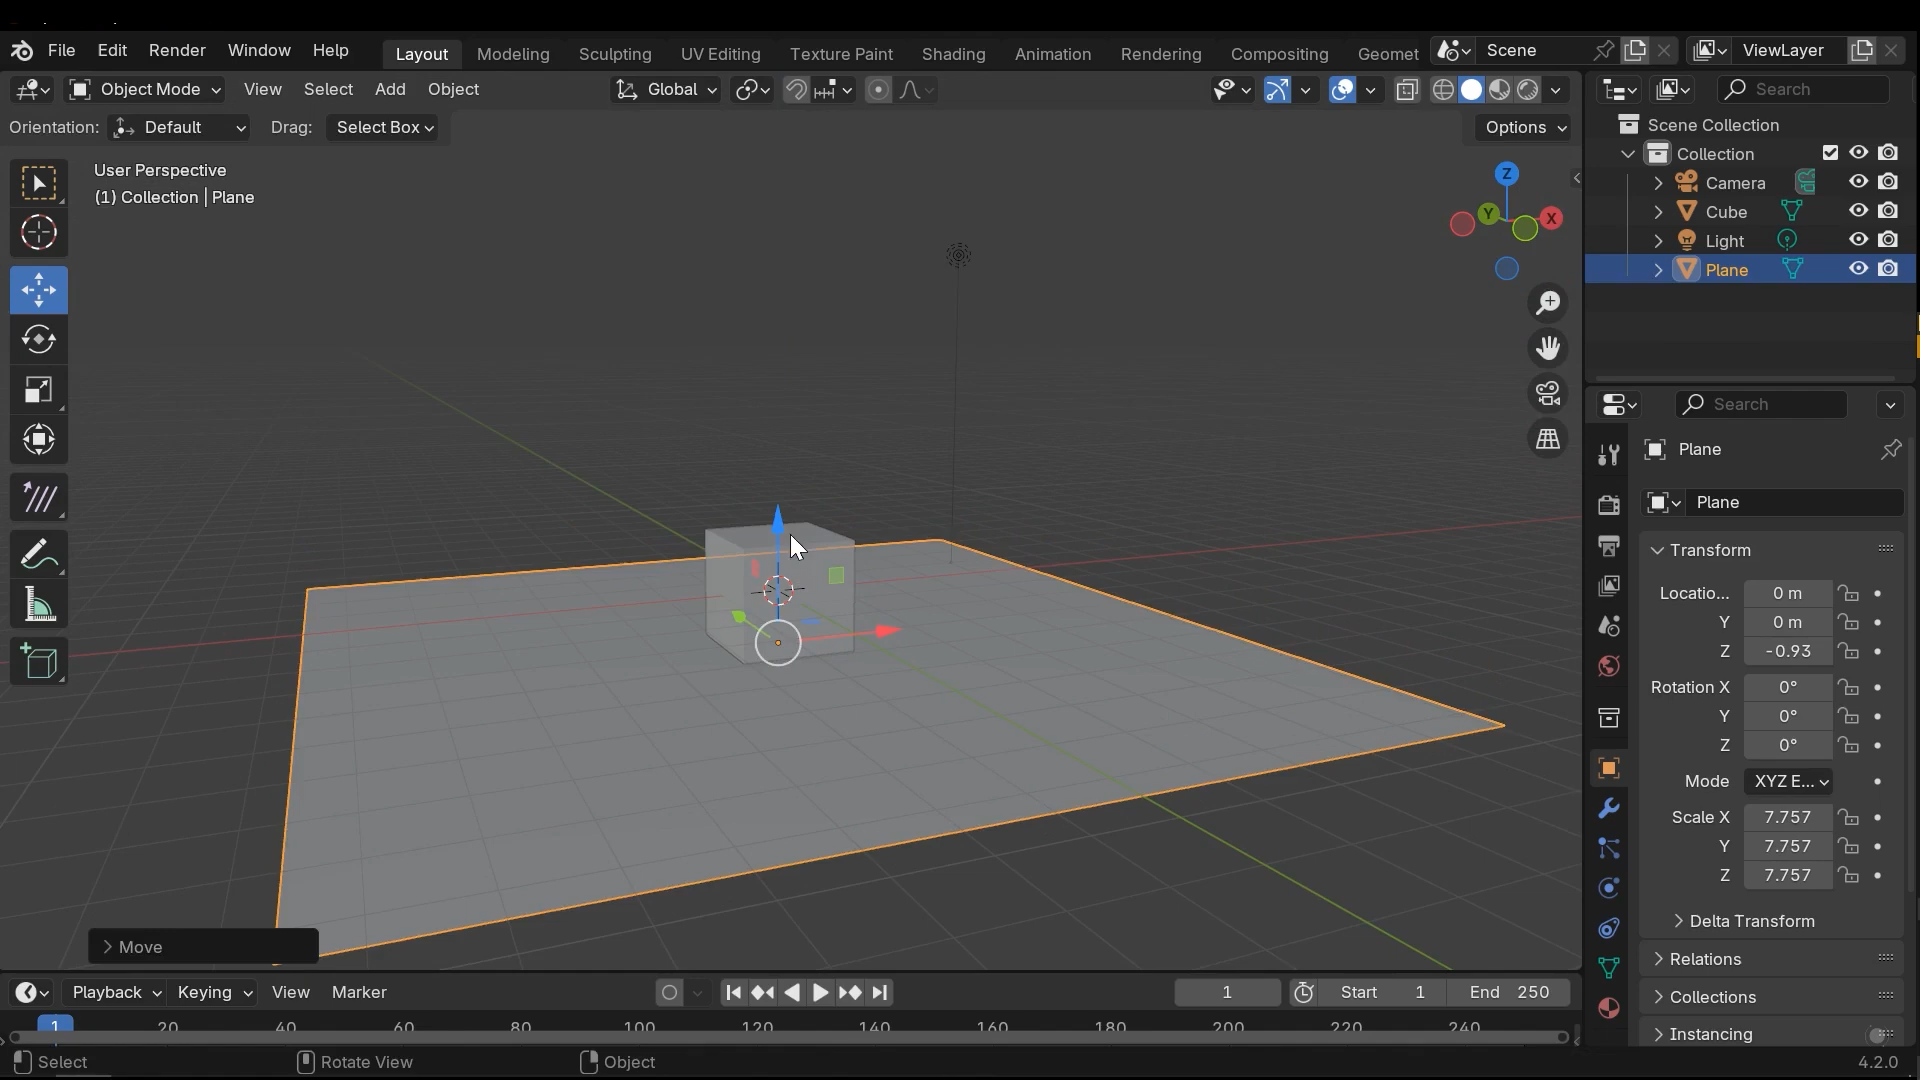 File Edit Render Window Help Layout Modeling Sculpting UV Editing Texture Paint Shading Animation Rendering Compositing Geomet Scene ViewLayer
Object Mode View Select Add Object Global Search
Orientation: Default Drag: Select Box Options
User Perspective
(1) Collection | Plane
Z
Y
X
Scene Collection
Collection
Camera
Cube
Light
Plane
Search
Plane
Plane
Transform
Locatio... 0 m
Y 0 m
Z -0.93
Rotation X 0°
Y 0°
Z 0°
Mode XYZ E...
Scale X 7.757
Y 7.757
Z 7.757
Delta Transform
Relations
Collections
Instancing
Move
Playback Keying View Marker 1 Start 1 End 250
1 20 40 60 80 100 120 140 160 180 200 220 240
Select Rotate View Object 4.2.0